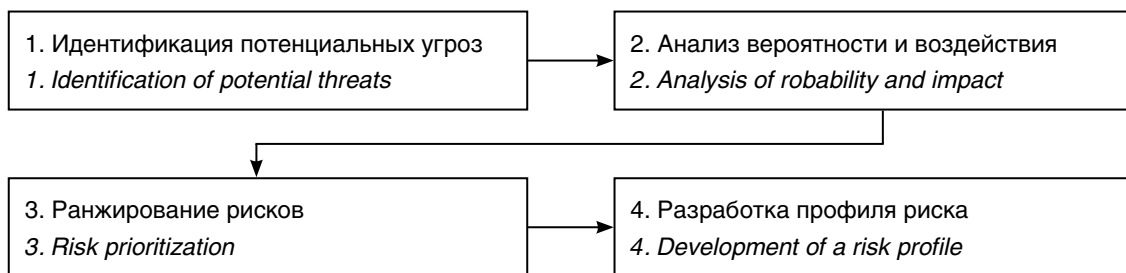 1. Идентификация потенциальных угроз
1. Identification of potential threats
2. Анализ вероятности и воздействия
2. Analysis of robability and impact
3. Ранжирование рисков
3. Risk prioritization
4. Разработка профиля риска
4. Development of a risk profile